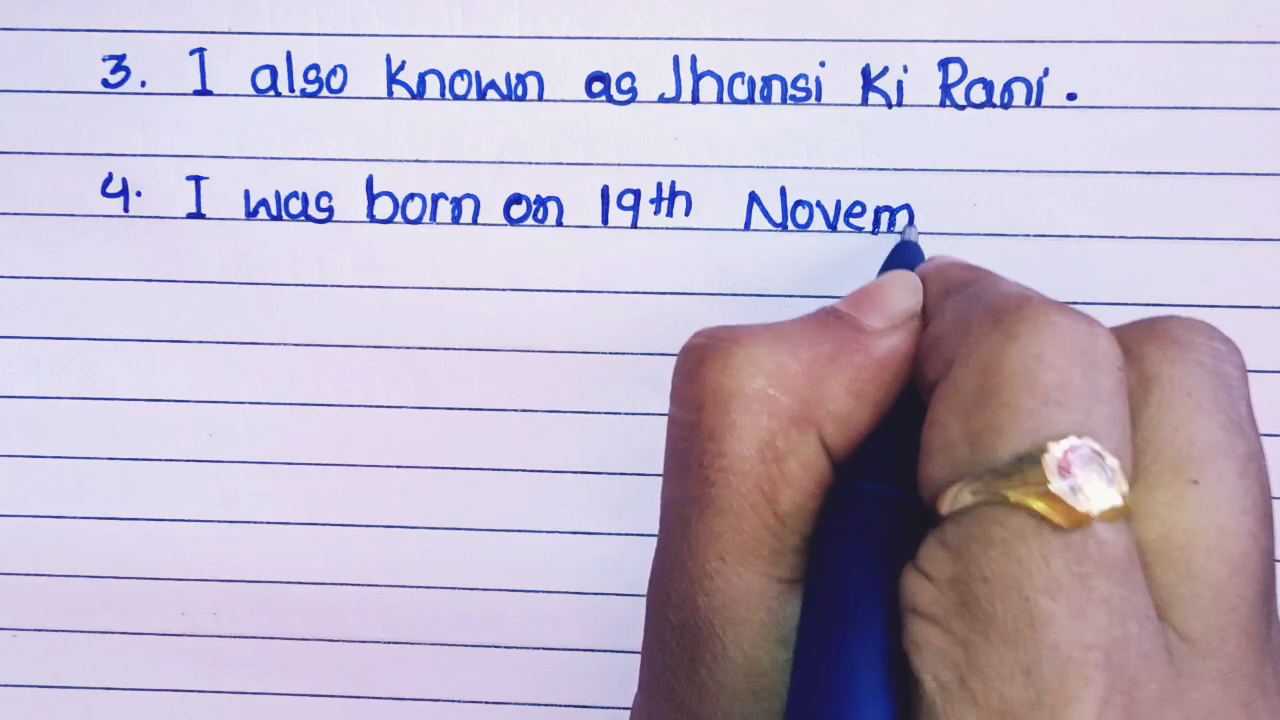 3. I also known as Jhansi Ki Rani.
4. I was born on 19th Novem